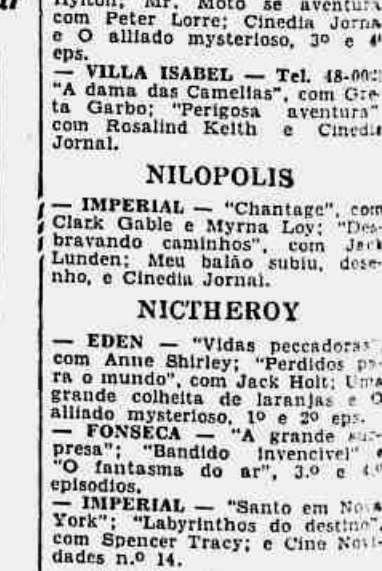 Hylton; Mr. Moto se aventura
com Peter Lorre; Cinedia Jorna
e O alliado mysterioso, 3º e 4º
eps.
— VILLA ISABEL — Tel. 48-00
"A dama das Camelias", com Gre-
ta Garbo; "Perigosa aventura"
com Rosalind Keith e Cinedia
Jornal.
NILOPOLIS
— IMPERIAL — "Chantage", com
Clark Gable e Myrna Loy; "Des-
bravando caminhos", com Jack
Lunden; Meu balão subiu, dese-
nho, e Cinedia Jornal.
NICTHEROY
— EDEN — "Vidas peccadoras",
com Anne Shirley; "Perdidos pa-
ra o mundo", com Jack Holt; Uma
grande colheita de laranjas e O
alliado mysterioso, 1º e 2º eps.
— FONSECA — "A grande sur-
presa"; "Bandido invencivel" e
"O fantasma do ar", 3.º e 4.º
episodios.
— IMPERIAL — "Santo em Nova
York"; "Labyrinthos do destino",
com Spencer Tracy; e Cine Novi-
dades n.º 14.